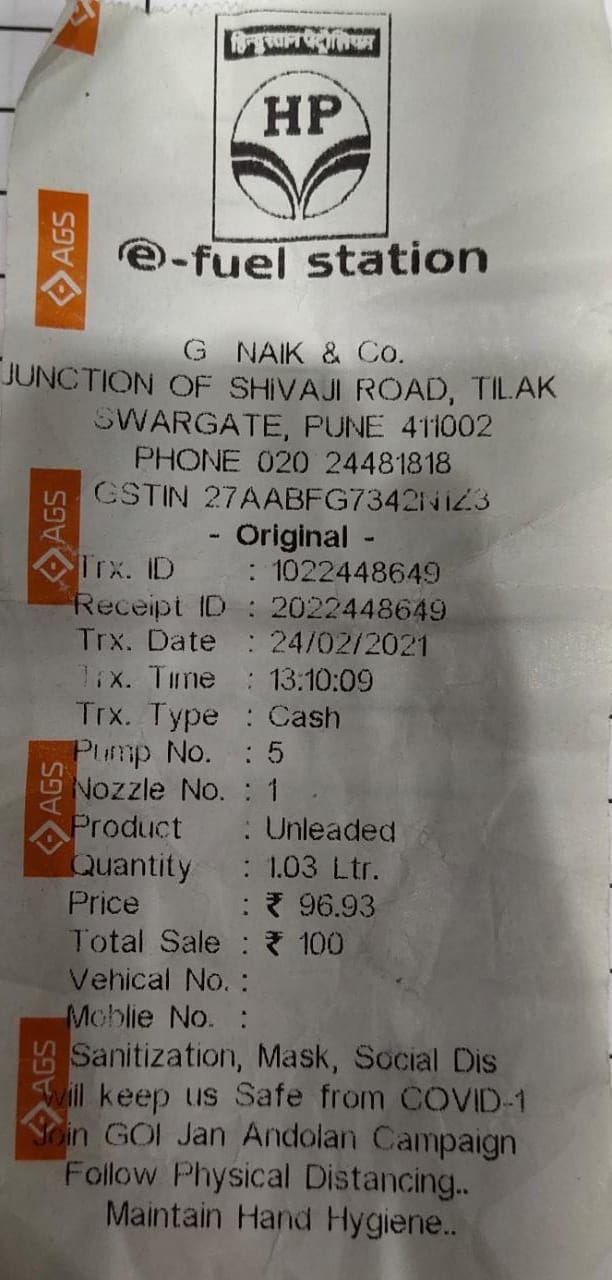 हिन्दुस्तान पेट्रोलियम
HP
e-fuel station
G NAIK & Co.
JUNCTION OF SHIVAJI ROAD, TILAK
SWARGATE, PUNE 411002
PHONE 020 24481818
GSTIN 27AABFG7342N1Z3
- Original -
Trx. ID : 1022448649
Receipt ID : 2022448649
Trx. Date : 24/02/2021
Trx. Time : 13:10:09
Trx. Type : Cash
Pump No. : 5
Nozzle No. : 1
Product : Unleaded
Quantity : 1.03 Ltr.
Price : ₹ 96.93
Total Sale : ₹ 100
Vehical No. :
Moblie No. :
Sanitization, Mask, Social Dis
will keep us Safe from COVID-1
Join GOI Jan Andolan Campaign
Follow Physical Distancing..
Maintain Hand Hygiene..
AGS
AGS
AGS
AGS